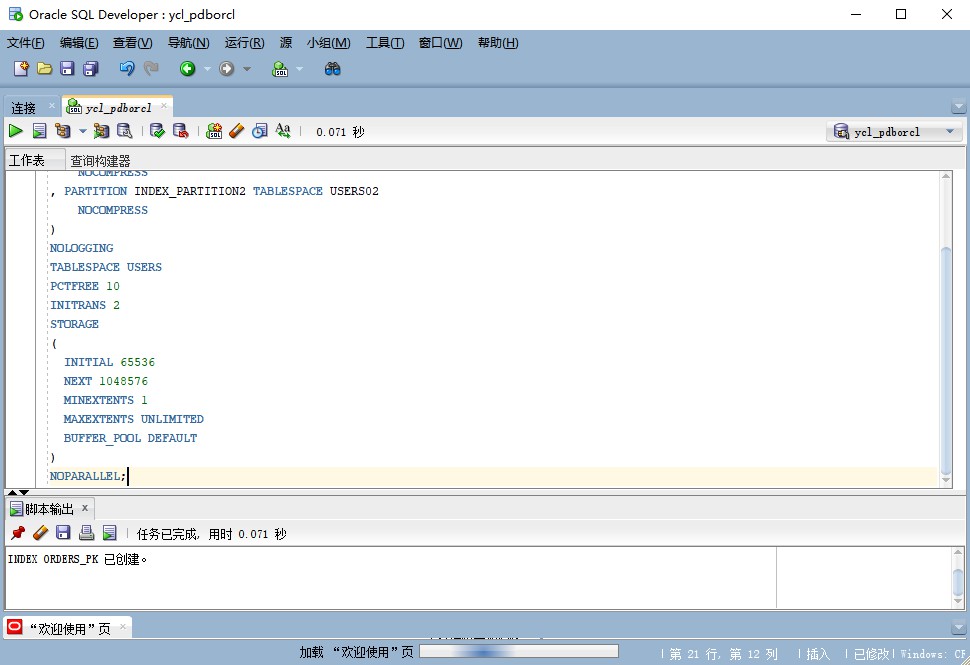 Oracle SQL Developer : ycl_pdborcl
文件(F) 编辑(E) 查看(V) 导航(N) 运行(R) 源 小组(M) 工具(T) 窗口(W) 帮助(H)
连接 ycl_pdborcl
0.071 秒 ycl_pdborcl
工作表 查询构建器
NOCOMPRESS
, PARTITION INDEX_PARTITION2 TABLESPACE USERS02
NOCOMPRESS
)
NOLOGGING
TABLESPACE USERS
PCTFREE 10
INITRANS 2
STORAGE
(
INITIAL 65536
NEXT 1048576
MINEXTENTS 1
MAXEXTENTS UNLIMITED
BUFFER_POOL DEFAULT
)
NOPARALLEL;
脚本输出 x
任务已完成, 用时 0.071 秒
INDEX ORDERS_PK 已创建。
“欢迎使用”页
加载 “欢迎使用”页 第 21 行, 第 12 列 插入 已修改 Windows: CF